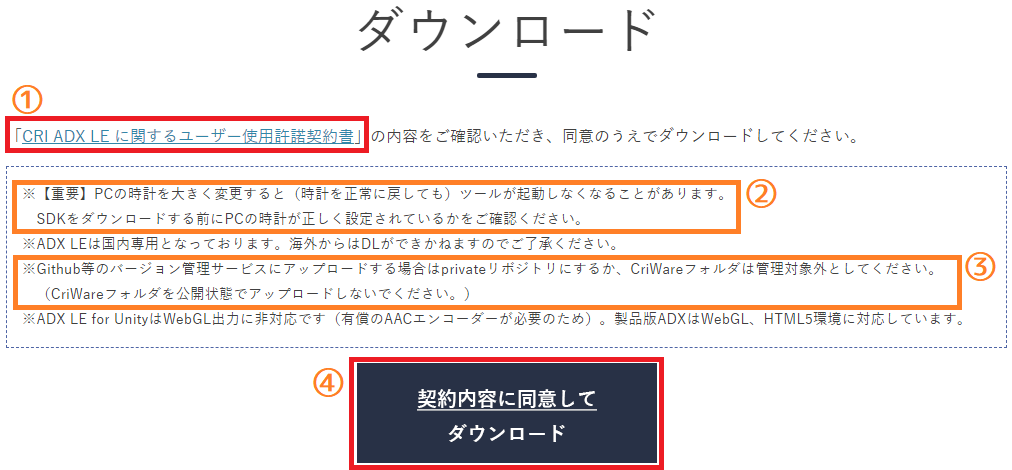 ダウンロード
①
「CRI ADX LE に関するユーザー使用許諾契約書」の内容をご確認いただき、同意のうえでダウンロードしてください。
②
※【重要】PCの時計を大きく変更すると（時計を正常に戻しても）ツールが起動しなくなることがあります。
SDKをダウンロードする前にPCの時計が正しく設定されているかをご確認ください。
※ADX LEは国内専用となっております。海外からはDLができかねますのでご了承ください。
③
※Github等のバージョン管理サービスにアップロードする場合はprivateリポジトリにするか、CriWareフォルダは管理対象外としてください。
（CriWareフォルダを公開状態でアップロードしないでください。）
※ADX LE for UnityはWebGL出力に非対応です（有償のAACエンコーダーが必要のため）。製品版ADXはWebGL、HTML5環境に対応しています。
④
契約内容に同意して
ダウンロード